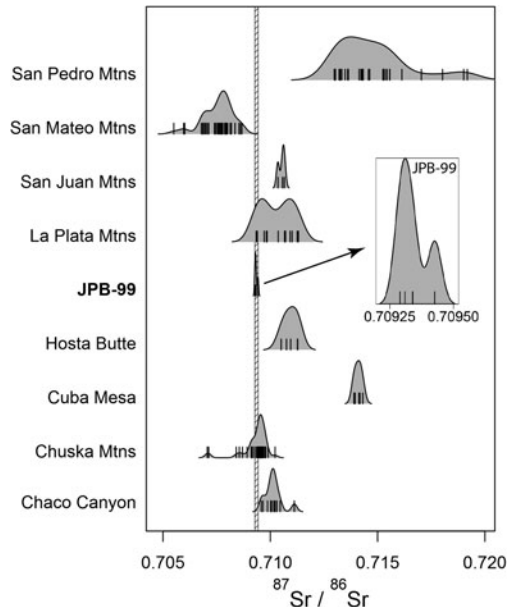 San Pedro Mtns
San Mateo Mtns
San Juan Mtns
La Plata Mtns
JPB-99
Hosta Butte
Cuba Mesa
Chuska Mtns
Chaco Canyon
JPB-99
0.70925 0.70950
0.705 0.710 0.715 0.720
87Sr / 86Sr